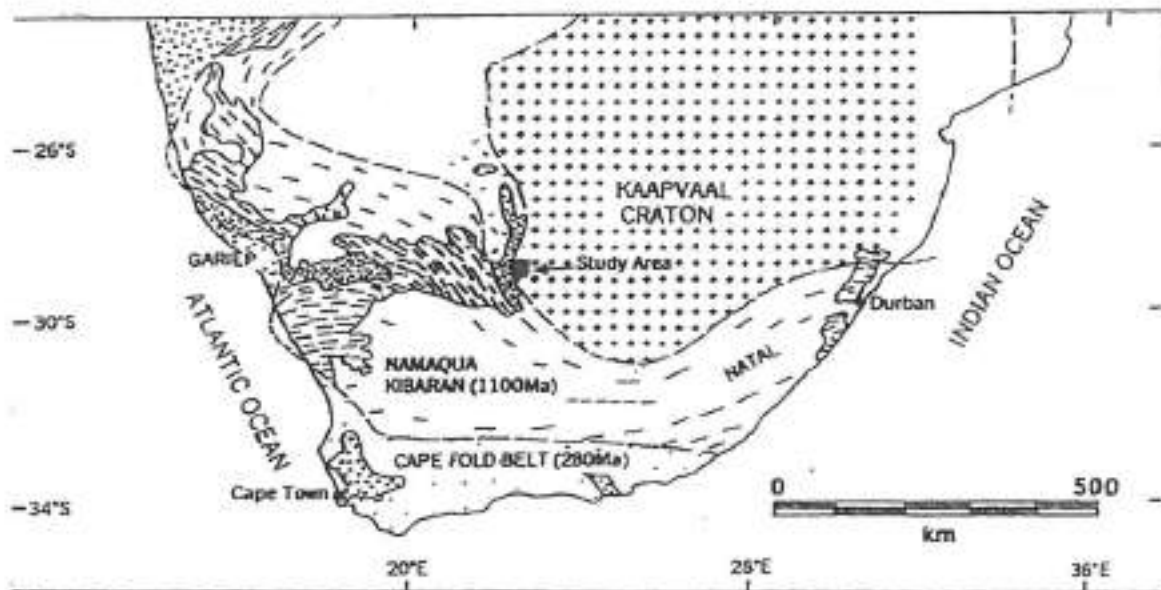 26°S
KAAPVAAL
CRATON
GARIEP
Study Area
Durban
INDIAN OCEAN
30°S
ATLANTIC OCEAN
NATAL
NAMAQUA
KIBARAN (1100Ma)
CAPE FOLD BELT (280Ma)
Cape Town
0 500
km
34°S
20°E 28°E 36°E